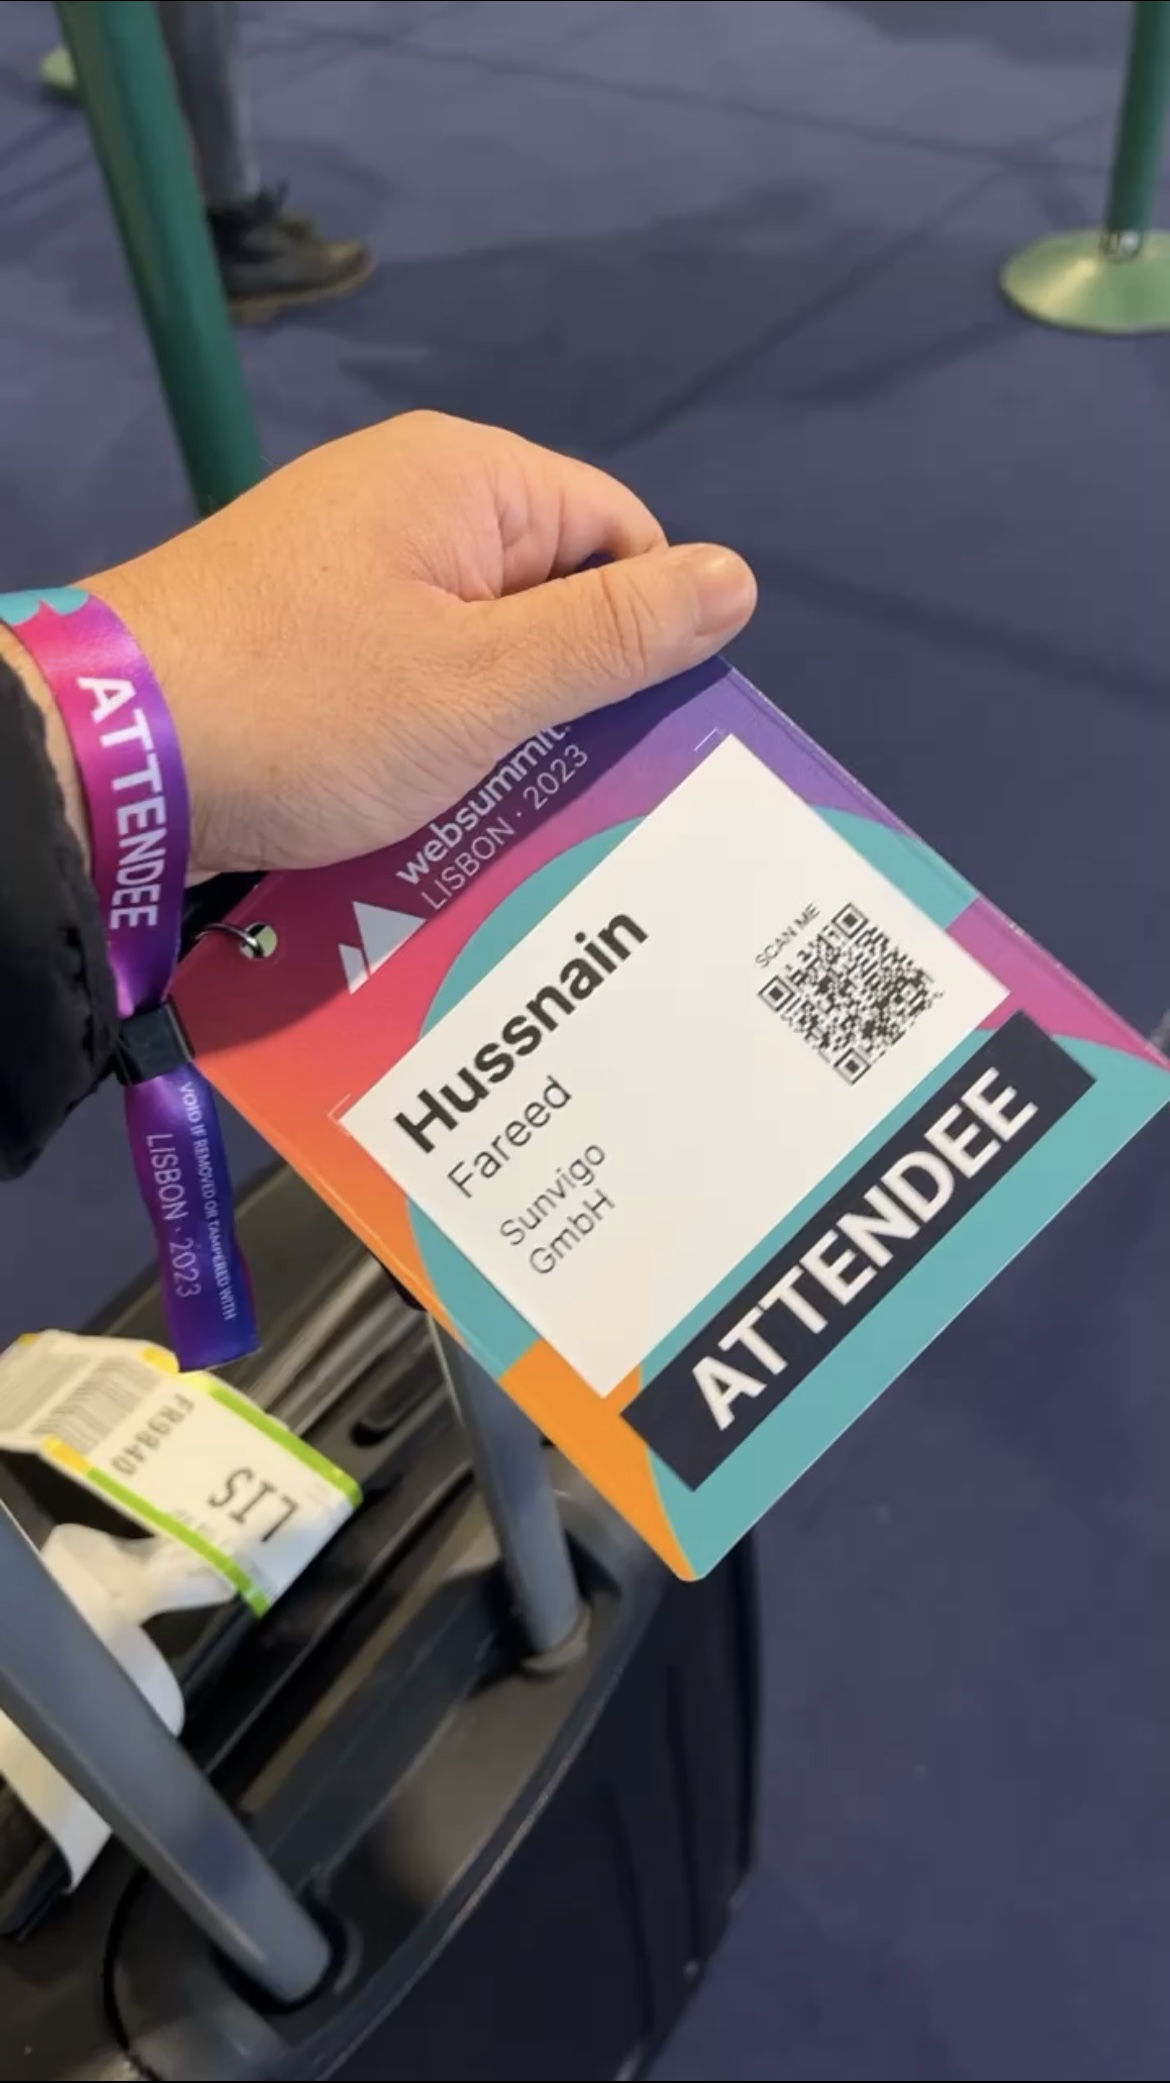 ATTENDEE
VOID IF REMOVED OR TAMPERED WITH
LISBON · 2023
websummit
LISBON · 2023
Hussnain
Fareed
Sunvigo
GmbH
SCAN ME
ATTENDEE
FR9840
LIS